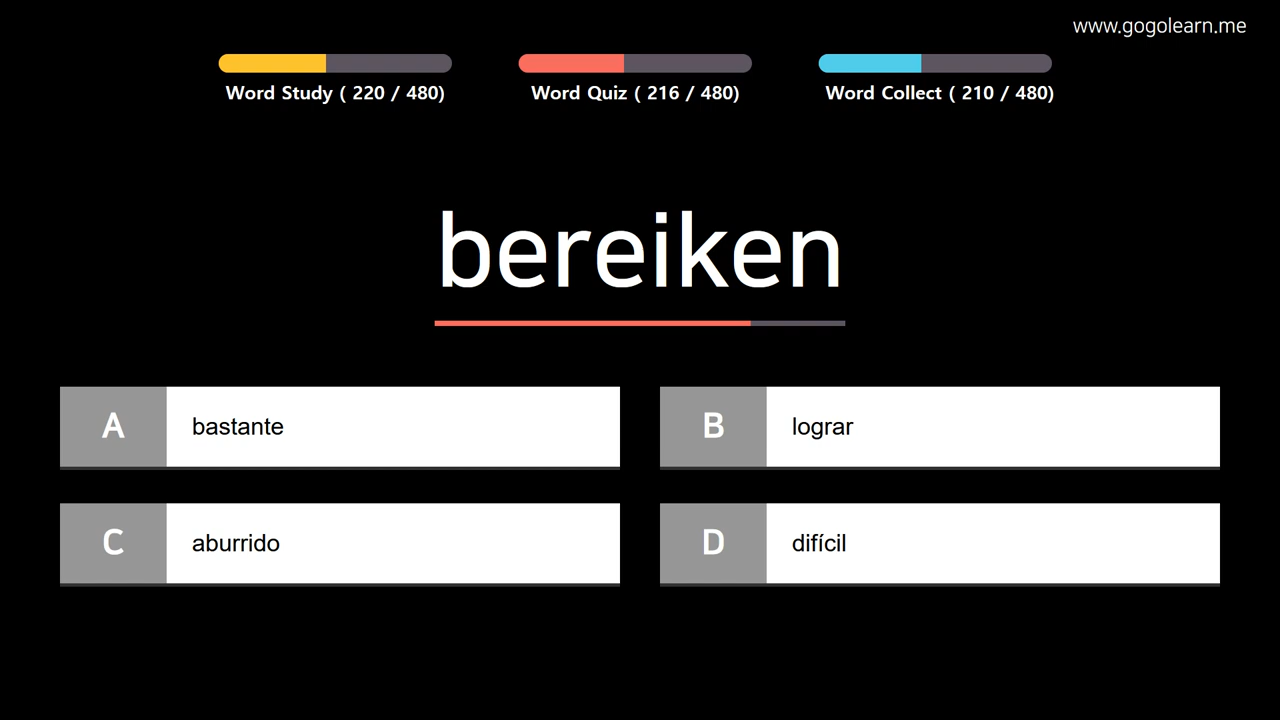 www.gogolearn.me
Word Study ( 220 / 480)
Word Quiz ( 216 / 480)
Word Collect ( 210 / 480)
bereiken
A bastante
B lograr
C aburrido
D difícil